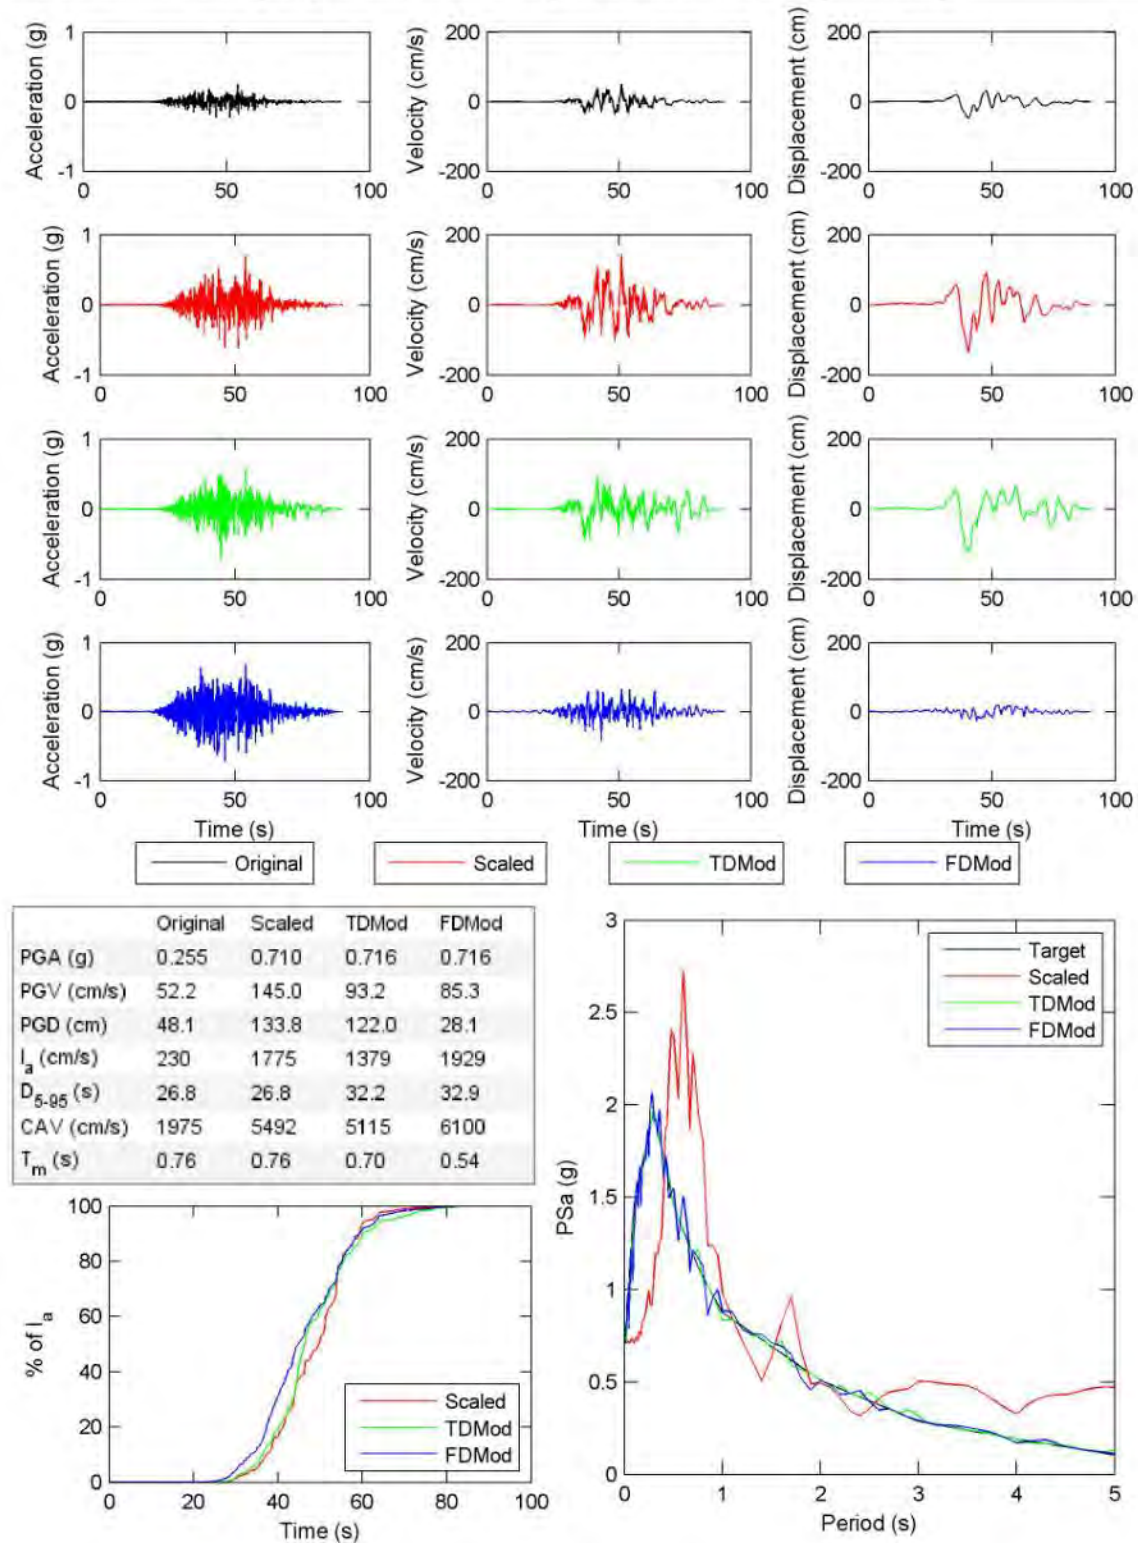 Acceleration (g)
1
0
-1
0 50 100
Velocity (cm/s)
200
0
-200
0 50 100
Displacement (cm)
200
0
-200
0 50 100
Acceleration (g)
1
0
-1
0 50 100
Velocity (cm/s)
200
0
-200
0 50 100
Displacement (cm)
200
0
-200
0 50 100
Acceleration (g)
1
0
-1
0 50 100
Velocity (cm/s)
200
0
-200
0 50 100
Displacement (cm)
200
0
-200
0 50 100
Acceleration (g)
1
0
-1
0 50 100
Time (s)
Velocity (cm/s)
200
0
-200
0 50 100
Time (s)
Displacement (cm)
200
0
-200
0 50 100
Time (s)
Original
Scaled
TDMod
FDMod
Original Scaled TDMod FDMod
PGA (g) 0.255 0.710 0.716 0.716
PGV (cm/s) 52.2 145.0 93.2 85.3
PGD (cm) 48.1 133.8 122.0 28.1
Ia (cm/s) 230 1775 1379 1929
D5-95 (s) 26.8 26.8 32.2 32.9
CAV (cm/s) 1975 5492 5115 6100
Tm (s) 0.76 0.76 0.70 0.54
% of Ia
100
80
60
40
20
0
0 20 40 60 80 100
Time (s)
Scaled
TDMod
FDMod
PSa (g)
3
2.5
2
1.5
1
0.5
0
0 1 2 3 4 5
Period (s)
Target
Scaled
TDMod
FDMod